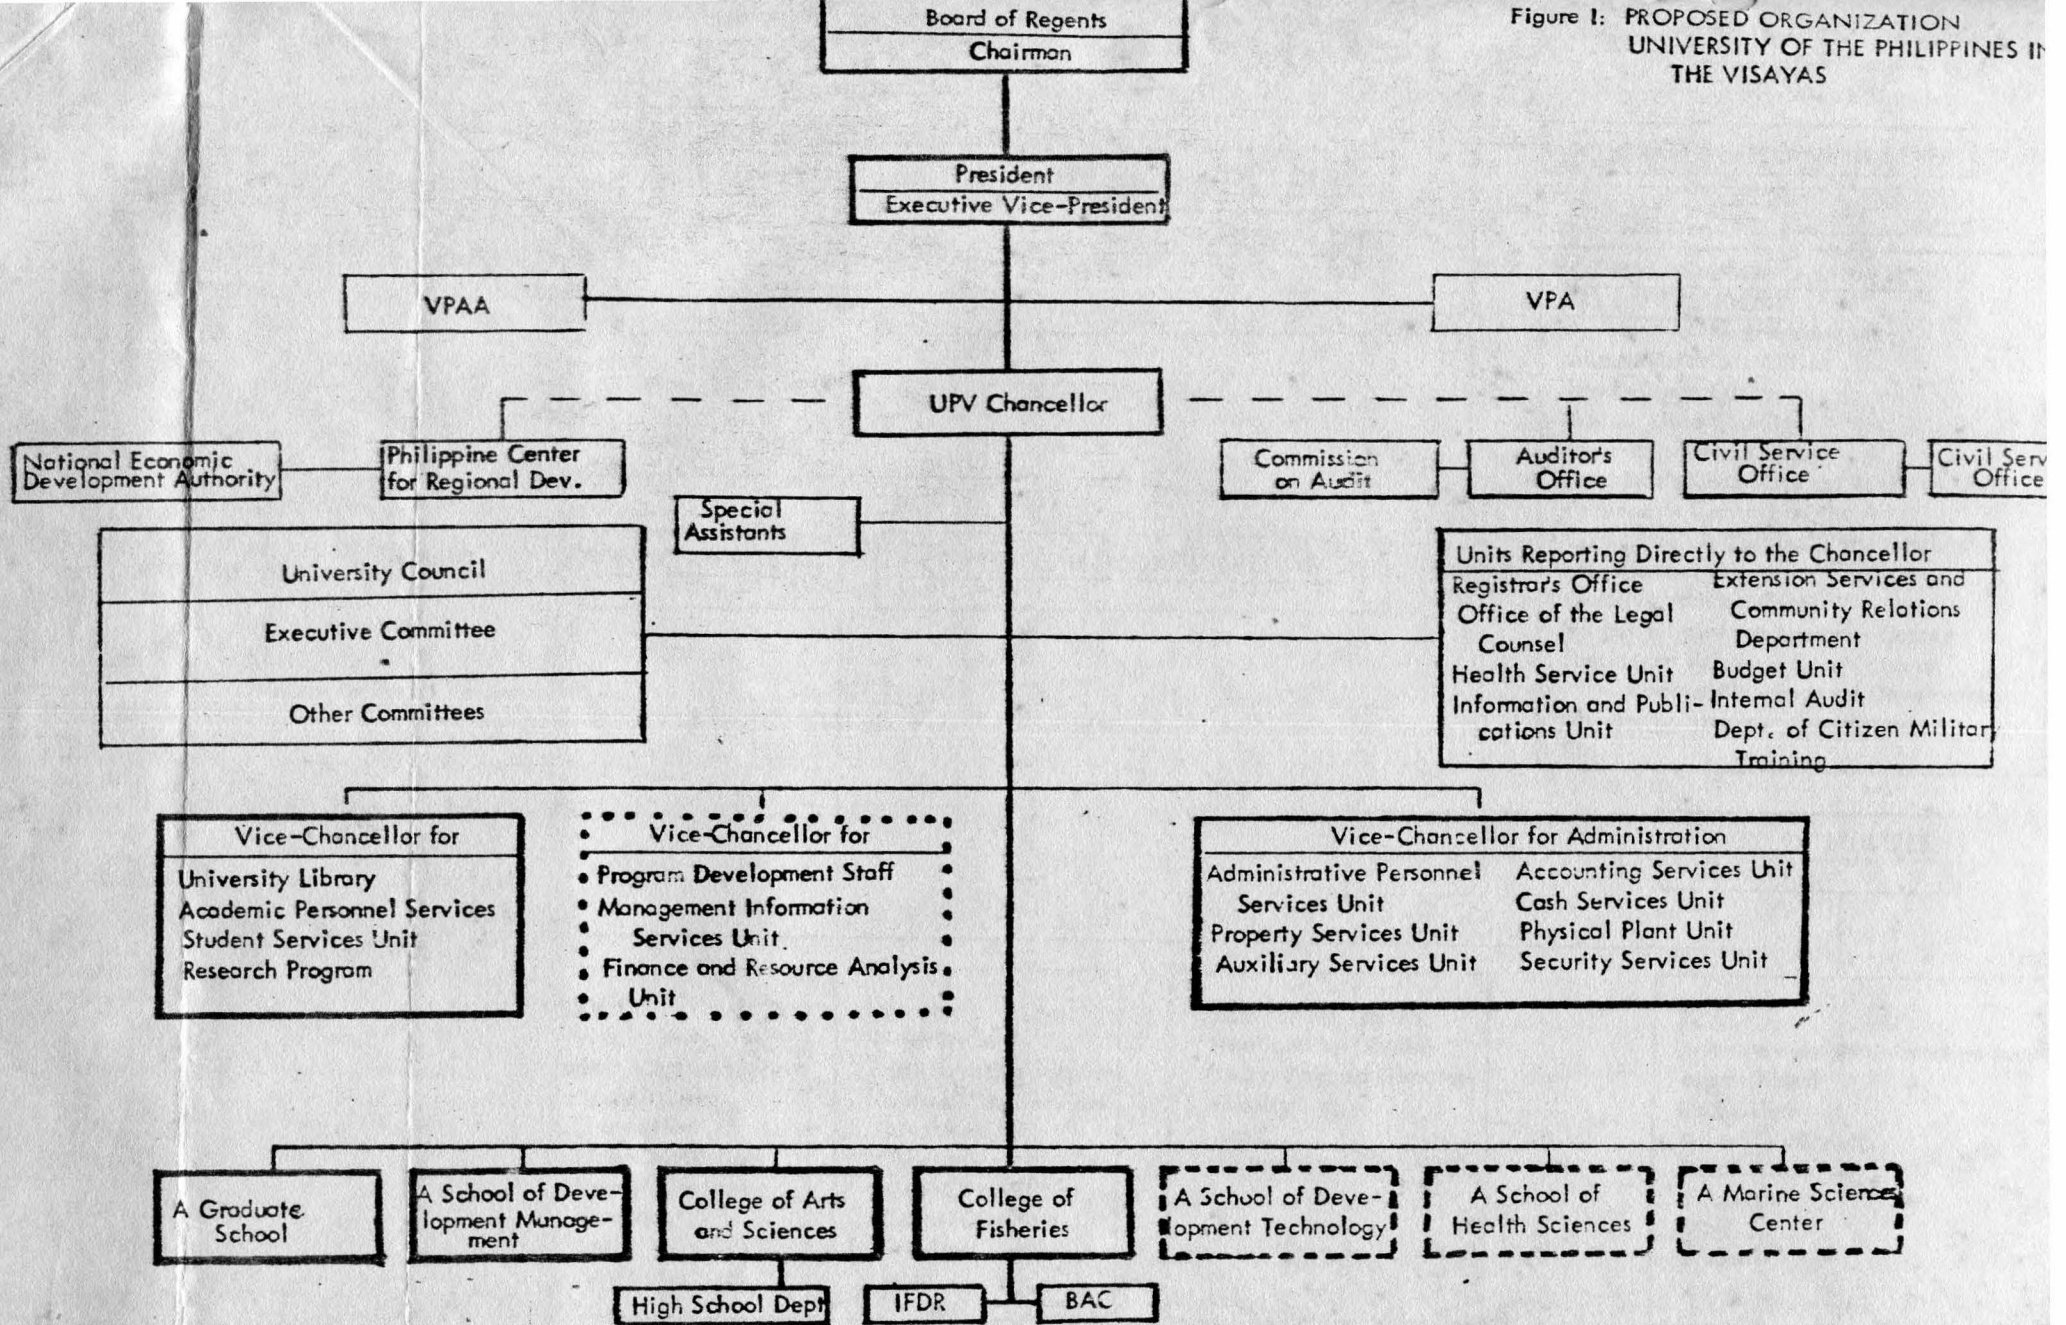 Figure 1: PROPOSED ORGANIZATION
UNIVERSITY OF THE PHILIPPINES IN
THE VISAYAS
Board of Regents
Chairman
President
Executive Vice-President
VPAA
VPA
UPV Chancellor
National Economic
Development Authority
Philippine Center
for Regional Dev.
Commission
on Audit
Auditor's
Office
Civil Service
Office
Civil Serv
Office
Special
Assistants
University Council
Executive Committee
Other Committees
Units Reporting Directly to the Chancellor
Registrar's Office
Office of the Legal
Counsel
Health Service Unit
Information and Publi-
cations Unit
Extension Services and
Community Relations
Department
Budget Unit
Internal Audit
Dept. of Citizen Military
Training
Vice-Chancellor for
University Library
Academic Personnel Services
Student Services Unit
Research Program
Vice-Chancellor for
Program Development Staff
Management Information
Services Unit
Finance and Resource Analysis
Unit
Vice-Chancellor for Administration
Administrative Personnel
Services Unit
Property Services Unit
Auxiliary Services Unit
Accounting Services Unit
Cash Services Unit
Physical Plant Unit
Security Services Unit
A Graduate
School
A School of Deve-
lopment Manage-
ment
College of Arts
and Sciences
College of
Fisheries
A School of Deve-
lopment Technology
A School of
Health Sciences
A Marine Sciences
Center
High School Dept
IFDR
BAC